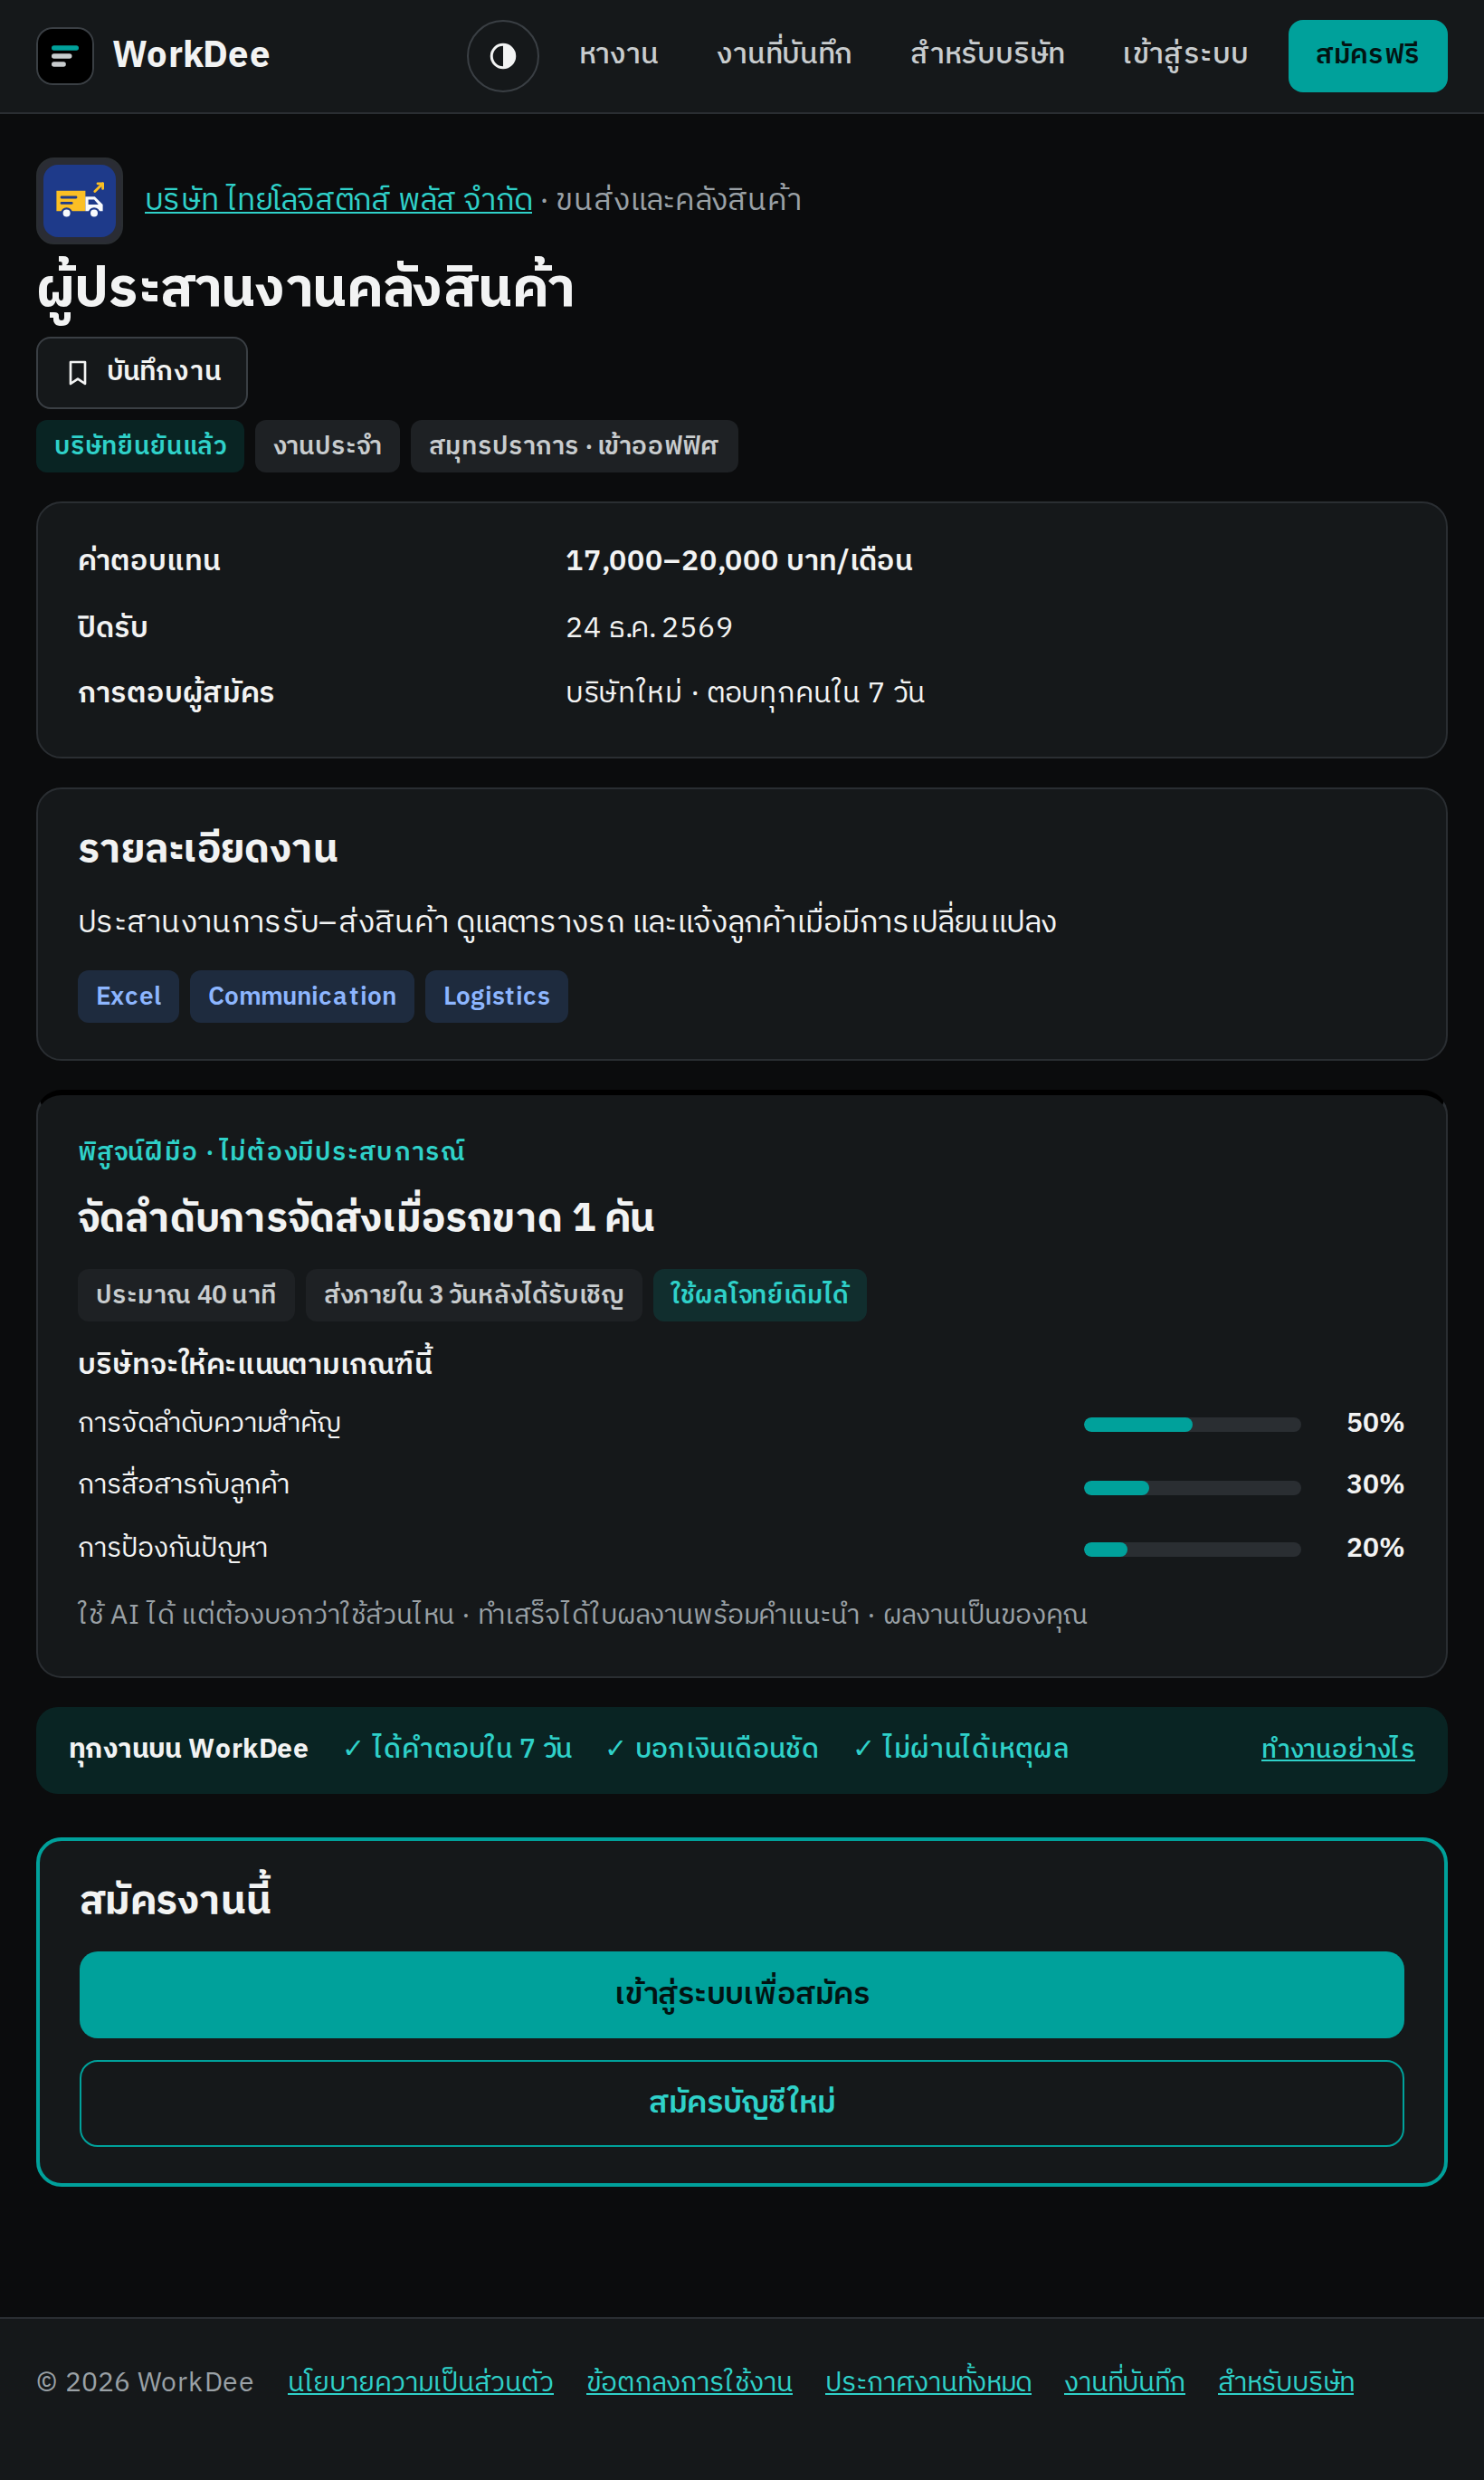 WorkDee
หางาน
งานที่บันทึก
สำหรับบริษัท
เข้าสู่ระบบ
สมัครฟรี
บริษัท ไทยโลจิสติกส์ พลัส จำกัด · ขนส่งและคลังสินค้า
ผู้ประสานงานคลังสินค้า
บันทึกงาน
บริษัทยืนยันแล้ว
งานประจำ
สมุทรปราการ · เข้าออฟฟิศ
ค่าตอบแทน
17,000–20,000 บาท/เดือน
ปิดรับ
24 ธ.ค. 2569
การตอบผู้สมัคร
บริษัทใหม่ · ตอบทุกคนใน 7 วัน
รายละเอียดงาน
ประสานงานการรับ–ส่งสินค้า ดูแลตารางรถ และแจ้งลูกค้าเมื่อมีการเปลี่ยนแปลง
Excel
Communication
Logistics
พิสูจน์ฝีมือ · ไม่ต้องมีประสบการณ์
จัดลำดับการจัดส่งเมื่อรถขาด 1 คัน
ประมาณ 40 นาที
ส่งภายใน 3 วันหลังได้รับเชิญ
ใช้ผลโจทย์เดิมได้
บริษัทจะให้คะแนนตามเกณฑ์นี้
การจัดลำดับความสำคัญ
50%
การสื่อสารกับลูกค้า
30%
การป้องกันปัญหา
20%
ใช้ AI ได้ แต่ต้องบอกว่าใช้ส่วนไหน · ทำเสร็จได้ใบผลงานพร้อมคำแนะนำ · ผลงานเป็นของคุณ
ทุกงานบน WorkDee
✓ ได้คำตอบใน 7 วัน
✓ บอกเงินเดือนชัด
✓ ไม่ผ่านได้เหตุผล
ทำงานอย่างไร
สมัครงานนี้
เข้าสู่ระบบเพื่อสมัคร
สมัครบัญชีใหม่
© 2026 WorkDee
นโยบายความเป็นส่วนตัว
ข้อตกลงการใช้งาน
ประกาศงานทั้งหมด
งานที่บันทึก
สำหรับบริษัท